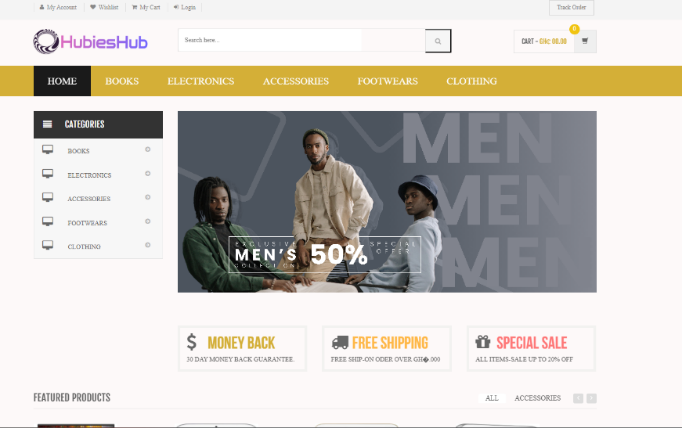 My Account
Wishlist
My Cart
Login
Track Order
HubiesHub
Search here...
CART - GH₵ 00.00
0
HOME BOOKS ELECTRONICS ACCESSORIES FOOTWEARS CLOTHING
CATEGORIES
BOOKS
ELECTRONICS
ACCESSORIES
FOOTWEARS
CLOTHING
MEN
MEN
MEN
EXCLUSIVE
MEN'S
COLLECTION
50%
SPECIAL
OFFER
MONEY BACK
30 DAY MONEY BACK GUARANTEE.
FREE SHIPPING
FREE SHIP-ON ODER OVER GH�.000
SPECIAL SALE
ALL ITEMS-SALE UP TO 20% OFF
FEATURED PRODUCTS
ALL ACCESSORIES